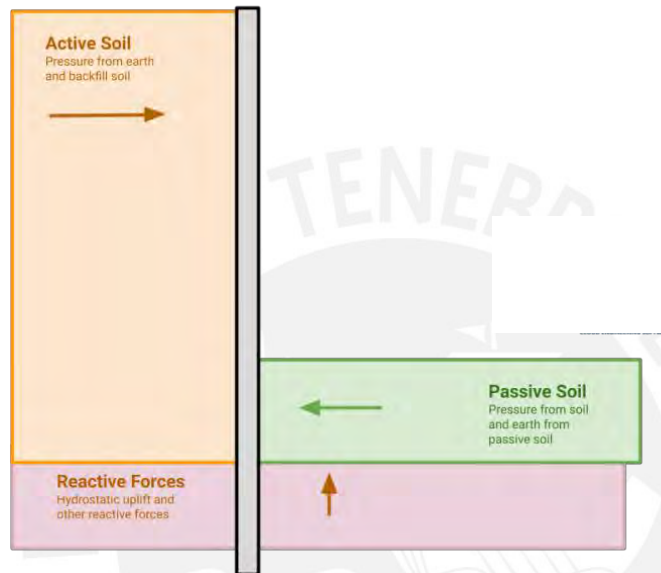 Active Soil
Pressure from earth
and backfill soil
TENEBR
Passive Soil
Pressure from soil
and earth from
passive soil
Reactive Forces
Hydrostatic uplift and
other reactive forces